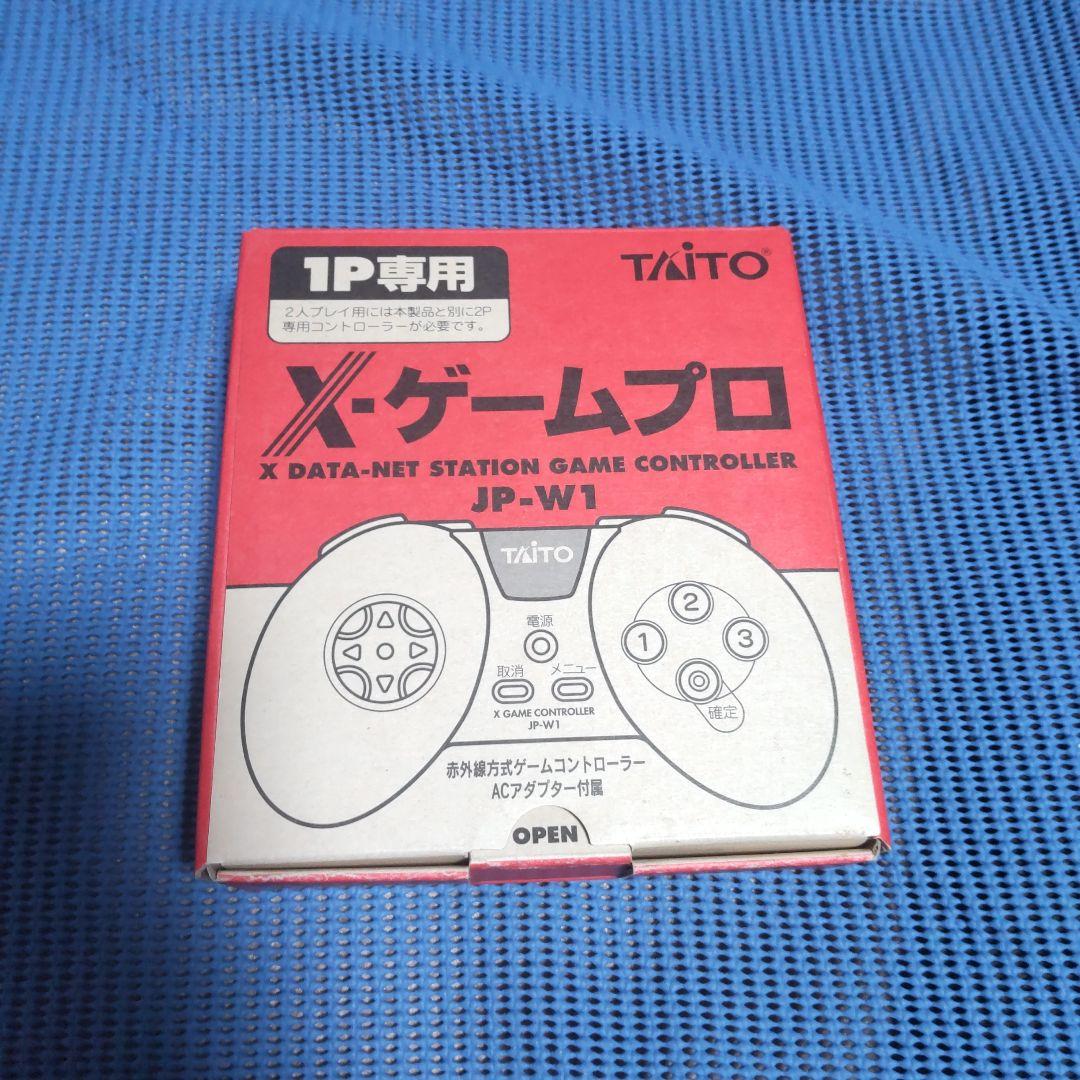 1P専用
2人プレイ用には本製品と別に2P
専用コントローラーが必要です。
TAiTO®
X-ゲームプロ
X DATA-NET STATION GAME CONTROLLER
JP-W1
TAiTO
電源
取消 メニュー
X GAME CONTROLLER
JP-W1
2
1 3
確定
赤外線方式ゲームコントローラー
ACアダプター付属
OPEN